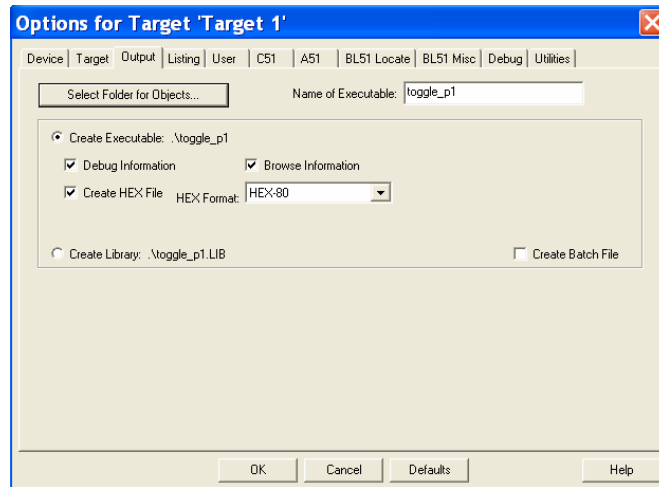 Options for Target 'Target 1'
Device Target Output Listing User C51 A51 BL51 Locate BL51 Misc Debug Utilities
Select Folder for Objects... Name of Executable: toggle_p1
Create Executable: .\toggle_p1
Debug Information Browse Information
Create HEX File HEX Format: HEX-80
Create Library: .\toggle_p1.LIB Create Batch File
OK Cancel Defaults Help